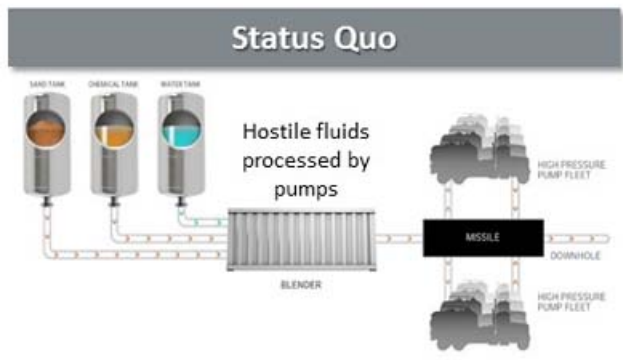 Status Quo
SAND TANK
CHEMICAL TANK
WATER TANK
Hostile fluids
processed by
pumps
HIGH PRESSURE
PUMP FLEET
MISSILE
DOWNHOLE
BLENDER
HIGH PRESSURE
PUMP FLEET